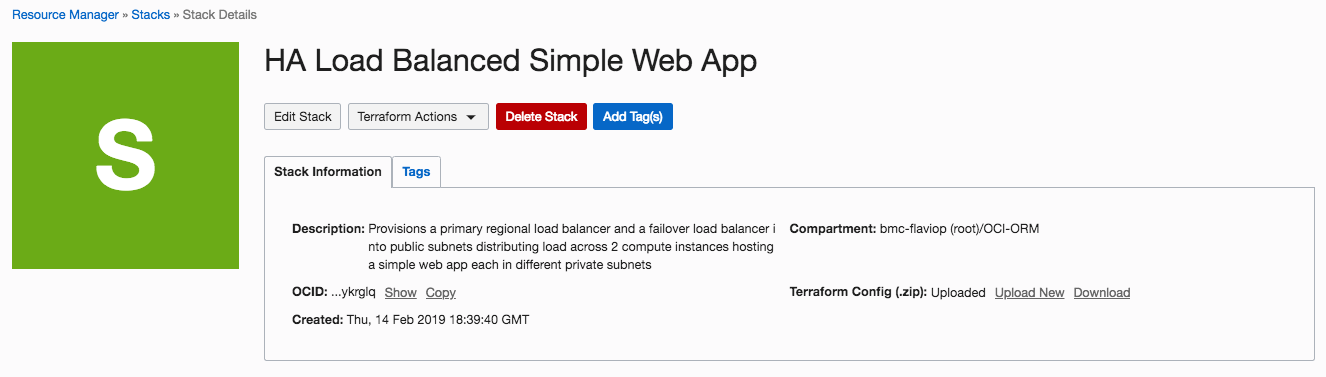 Resource Manager » Stacks » Stack Details
S
HA Load Balanced Simple Web App
Edit Stack Terraform Actions Delete Stack Add Tag(s)
Stack Information Tags
Description: Provisions a primary regional load balancer and a failover load balancer i Compartment: bmc-flaviop (root)/OCI-ORM
nto public subnets distributing load across 2 compute instances hosting
a simple web app each in different private subnets
OCID: ...ykrglq Show Copy Terraform Config (.zip): Uploaded Upload New Download
Created: Thu, 14 Feb 2019 18:39:40 GMT